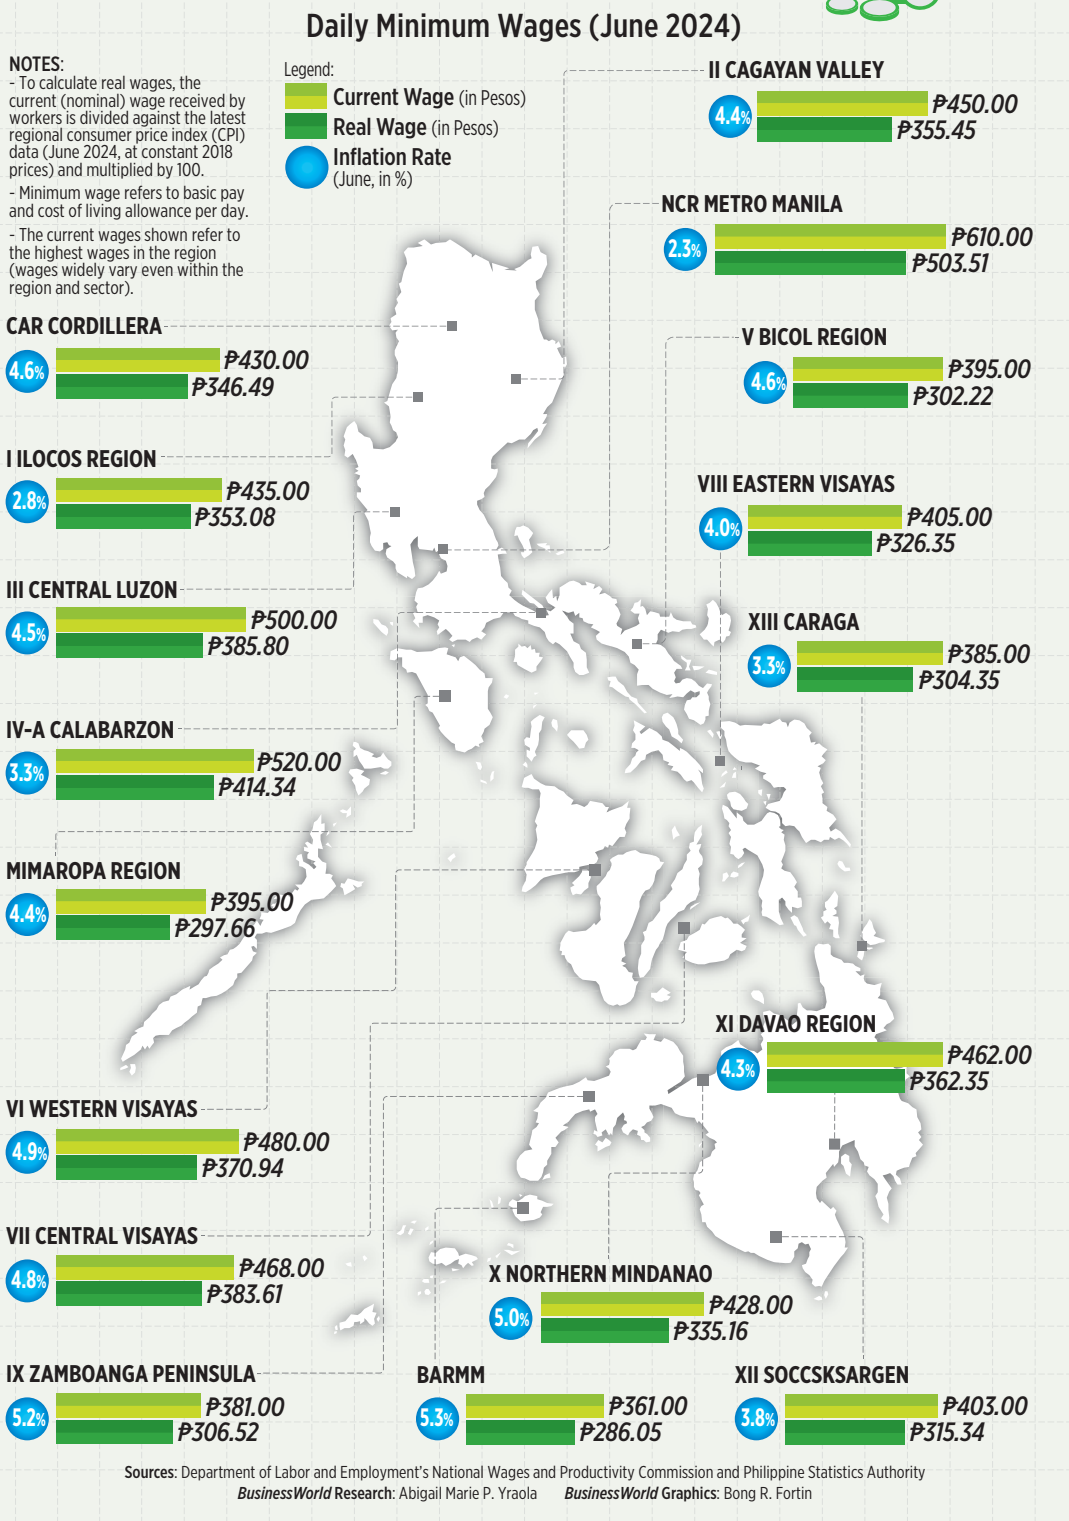 Daily Minimum Wages (June 2024)
NOTES:
- To calculate real wages, the
current (nominal) wage received by
workers is divided against the latest
regional consumer price index (CPI)
data (June 2024, at constant 2018
prices) and multiplied by 100.
- Minimum wage refers to basic pay
and cost of living allowance per day.
- The current wages shown refer to
the highest wages in the region
(wages widely vary even within the
region and sector).
Legend:
Current Wage (in Pesos)
Real Wage (in Pesos)
Inflation Rate
(June, in %)
II CAGAYAN VALLEY
4.4%
₱450.00
₱355.45
NCR METRO MANILA
2.3%
₱610.00
₱503.51
CAR CORDILLERA
4.6%
₱430.00
₱346.49
V BICOL REGION
4.6%
₱395.00
₱302.22
I ILOCOS REGION
2.8%
₱435.00
₱353.08
VIII EASTERN VISAYAS
4.0%
₱405.00
₱326.35
III CENTRAL LUZON
4.5%
₱500.00
₱385.80
XIII CARAGA
3.3%
₱385.00
₱304.35
IV-A CALABARZON
3.3%
₱520.00
₱414.34
MIMAROPA REGION
4.4%
₱395.00
₱297.66
XI DAVAO REGION
4.3%
₱462.00
₱362.35
VI WESTERN VISAYAS
4.9%
₱480.00
₱370.94
VII CENTRAL VISAYAS
4.8%
₱468.00
₱383.61
X NORTHERN MINDANAO
5.0%
₱428.00
₱335.16
IX ZAMBOANGA PENINSULA
5.2%
₱381.00
₱306.52
BARMM
5.3%
₱361.00
₱286.05
XII SOCCSKSARGEN
3.8%
₱403.00
₱315.34
Sources: Department of Labor and Employment's National Wages and Productivity Commission and Philippine Statistics Authority
BusinessWorld Research: Abigail Marie P. Yraola BusinessWorld Graphics: Bong R. Fortin